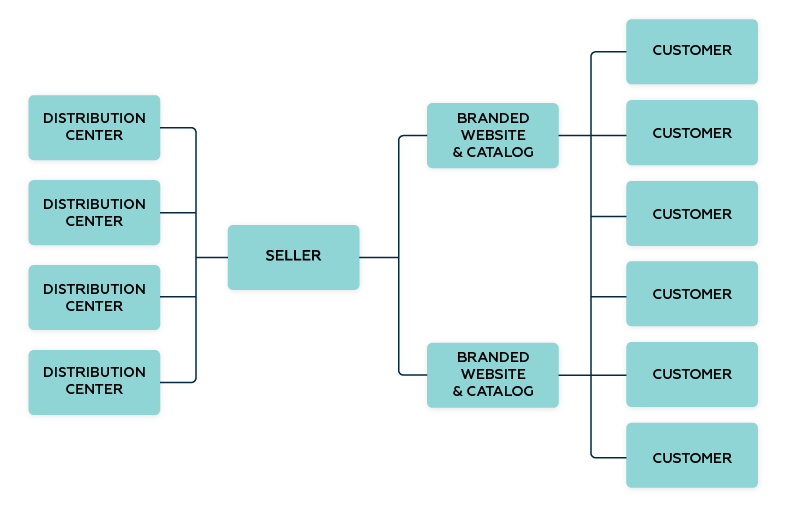 DISTRIBUTION
CENTER
DISTRIBUTION
CENTER
DISTRIBUTION
CENTER
DISTRIBUTION
CENTER
SELLER
BRANDED
WEBSITE
& CATALOG
BRANDED
WEBSITE
& CATALOG
CUSTOMER
CUSTOMER
CUSTOMER
CUSTOMER
CUSTOMER
CUSTOMER